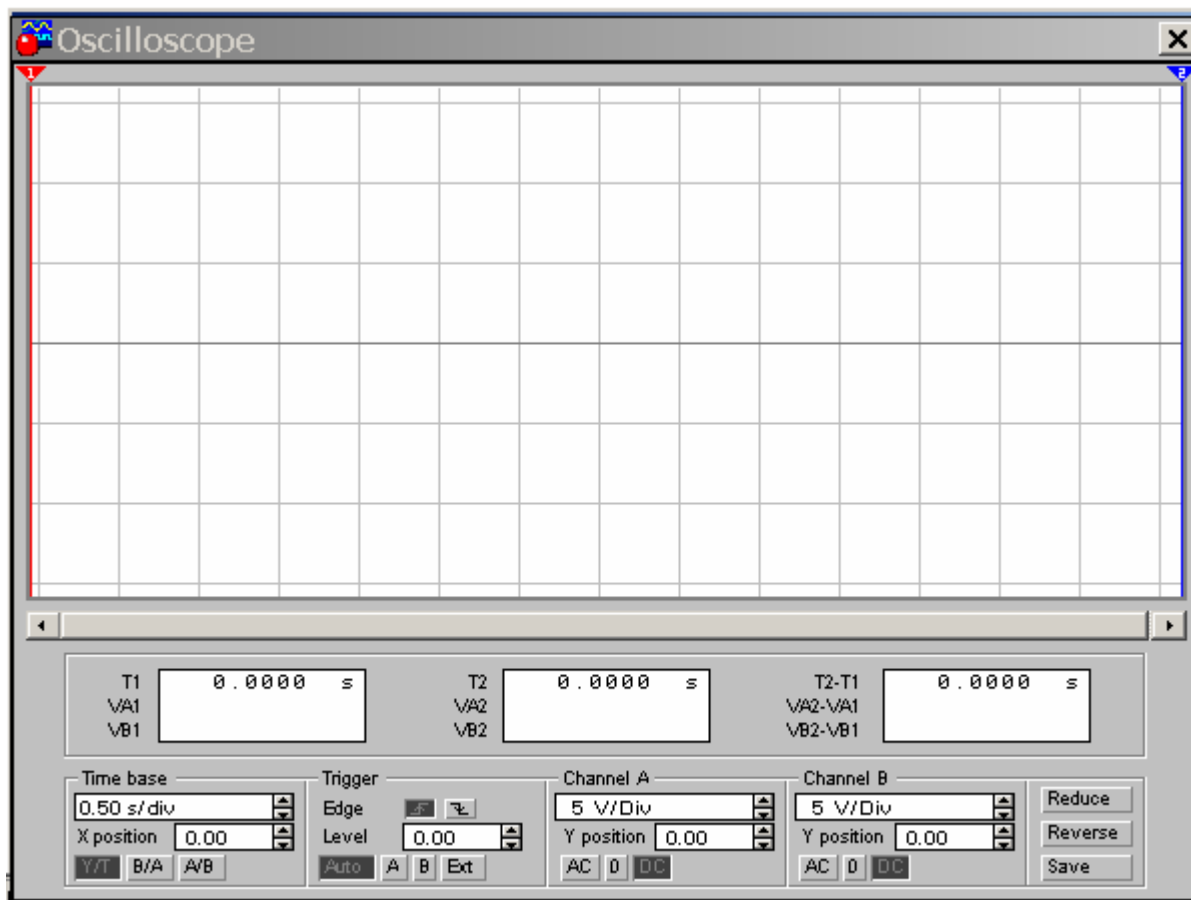 Oscilloscope
1 2
T1 0.0000 s T2 0.0000 s T2-T1 0.0000 s
VA1 VA2 VA2-VA1
VB1 VB2 VB2-VB1
Time base Trigger Channel A Channel B
0.50 s/div Edge 5 V/Div 5 V/Div Reduce
X position 0.00 Level 0.00 Y position 0.00 Y position 0.00 Reverse
Y/T B/A A/B Auto A B Ext AC 0 DC AC 0 DC Save